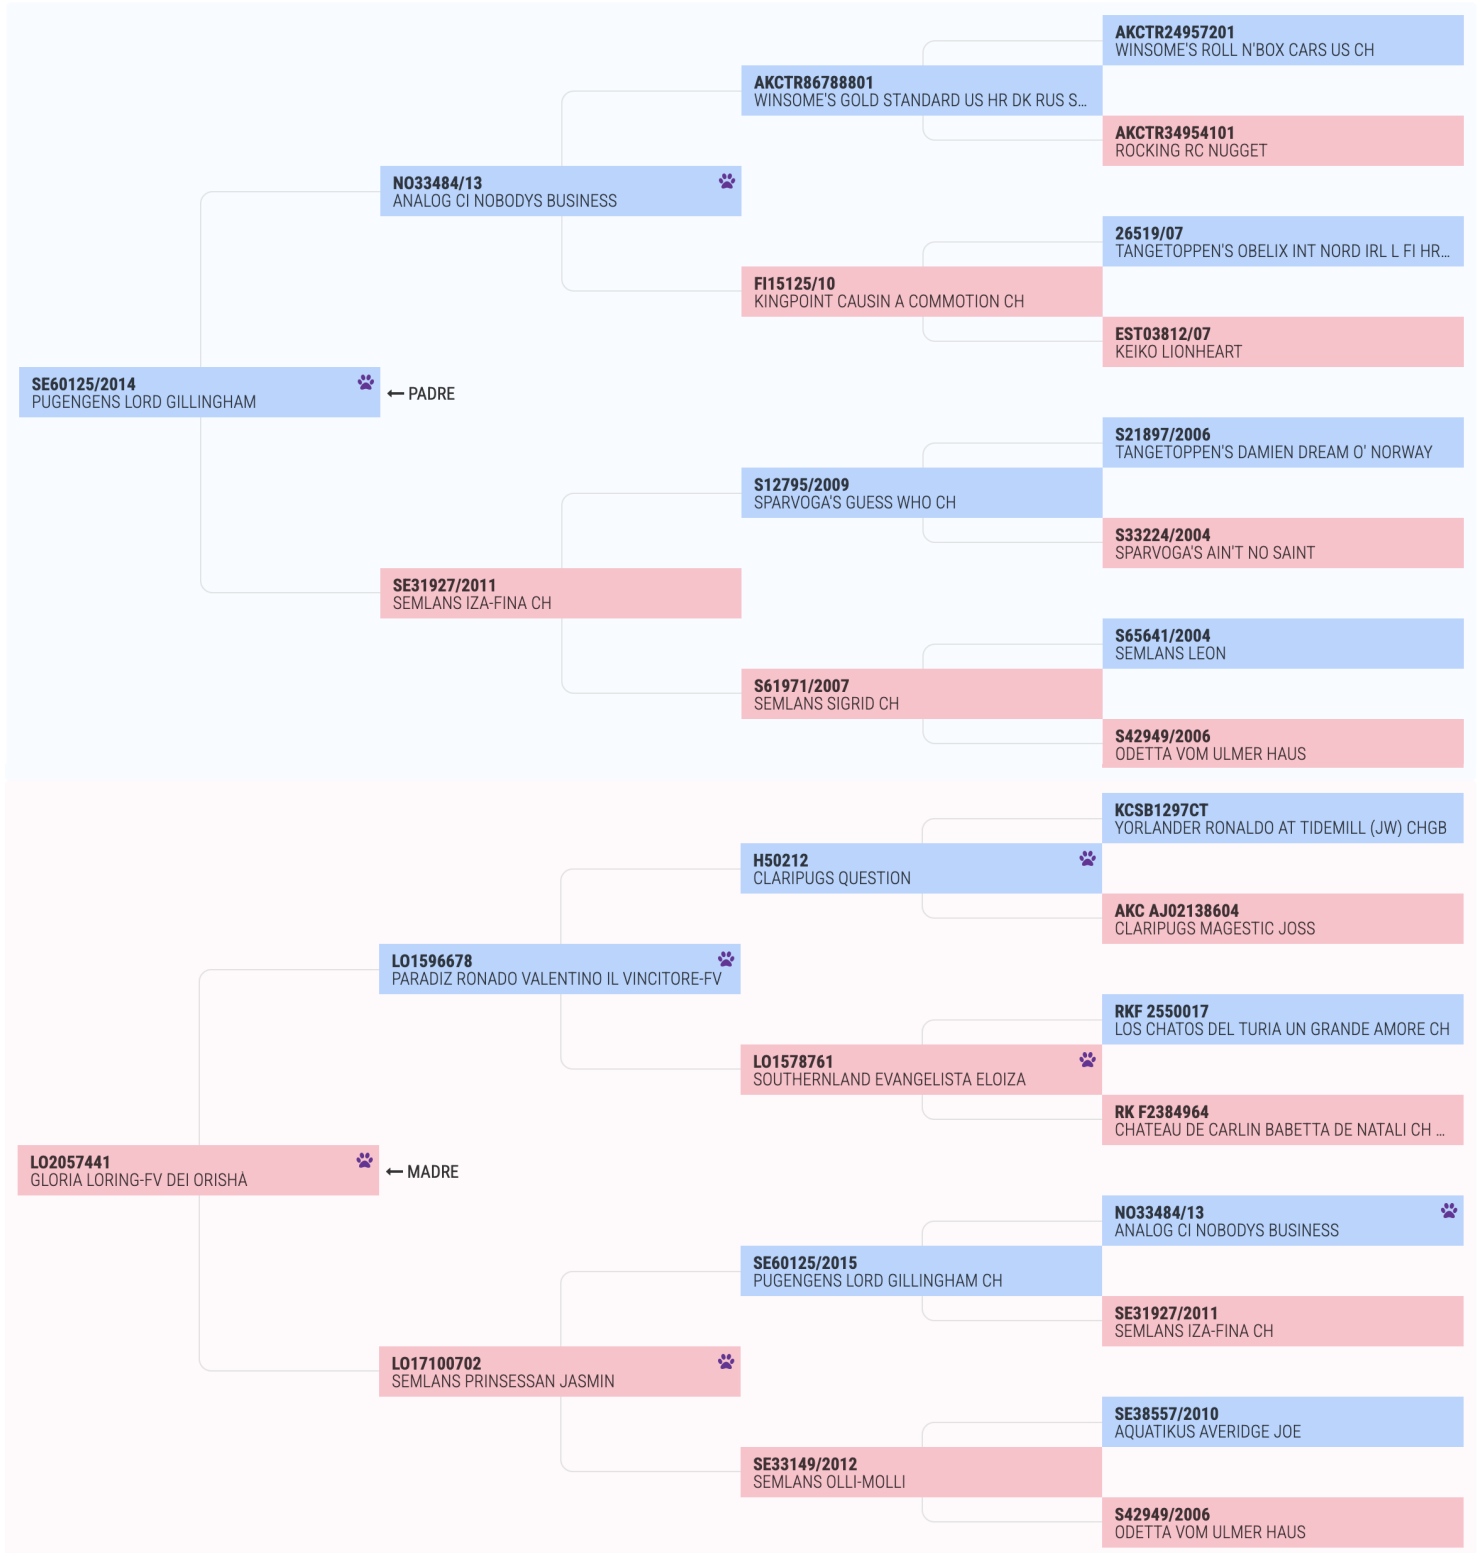 AKCTR24957201
WINSOME'S ROLL N'BOX CARS US CH
AKCTR86788801
WINSOME'S GOLD STANDARD US HR DK RUS S...
AKCTR34954101
ROCKING RC NUGGET
NO33484/13
ANALOG CI NOBODYS BUSINESS
26519/07
TANGETOPPEN'S OBELIX INT NORD IRL L FI HR...
FI15125/10
KINGPOINT CAUSIN A COMMOTION CH
EST03812/07
KEIKO LIONHEART
SE60125/2014
PUGENGENS LORD GILLINGHAM
← PADRE
S21897/2006
TANGETOPPEN'S DAMIEN DREAM O' NORWAY
S12795/2009
SPARVOGA'S GUESS WHO CH
S33224/2004
SPARVOGA'S AIN'T NO SAINT
SE31927/2011
SEMLANS IZA-FINA CH
S65641/2004
SEMLANS LEON
S61971/2007
SEMLANS SIGRID CH
S42949/2006
ODETTA VOM ULMER HAUS
KCSB1297CT
YORLANDER RONALDO AT TIDEMILL (JW) CHGB
H50212
CLARIPUGS QUESTION
AKC AJ02138604
CLARIPUGS MAGESTIC JOSS
LO1596678
PARADIZ RONADO VALENTINO IL VINCITORE-FV
RKF 2550017
LOS CHATOS DEL TURIA UN GRANDE AMORE CH
LO1578761
SOUTHERNLAND EVANGELISTA ELOIZA
RK F2384964
CHATEAU DE CARLIN BABETTA DE NATALI CH ...
LO2057441
GLORIA LORING-FV DEI ORISHÀ
← MADRE
NO33484/13
ANALOG CI NOBODYS BUSINESS
SE60125/2015
PUGENGENS LORD GILLINGHAM CH
SE31927/2011
SEMLANS IZA-FINA CH
LO17100702
SEMLANS PRINSESSAN JASMIN
SE38557/2010
AQUATIKUS AVERIDGE JOE
SE33149/2012
SEMLANS OLLI-MOLLI
S42949/2006
ODETTA VOM ULMER HAUS